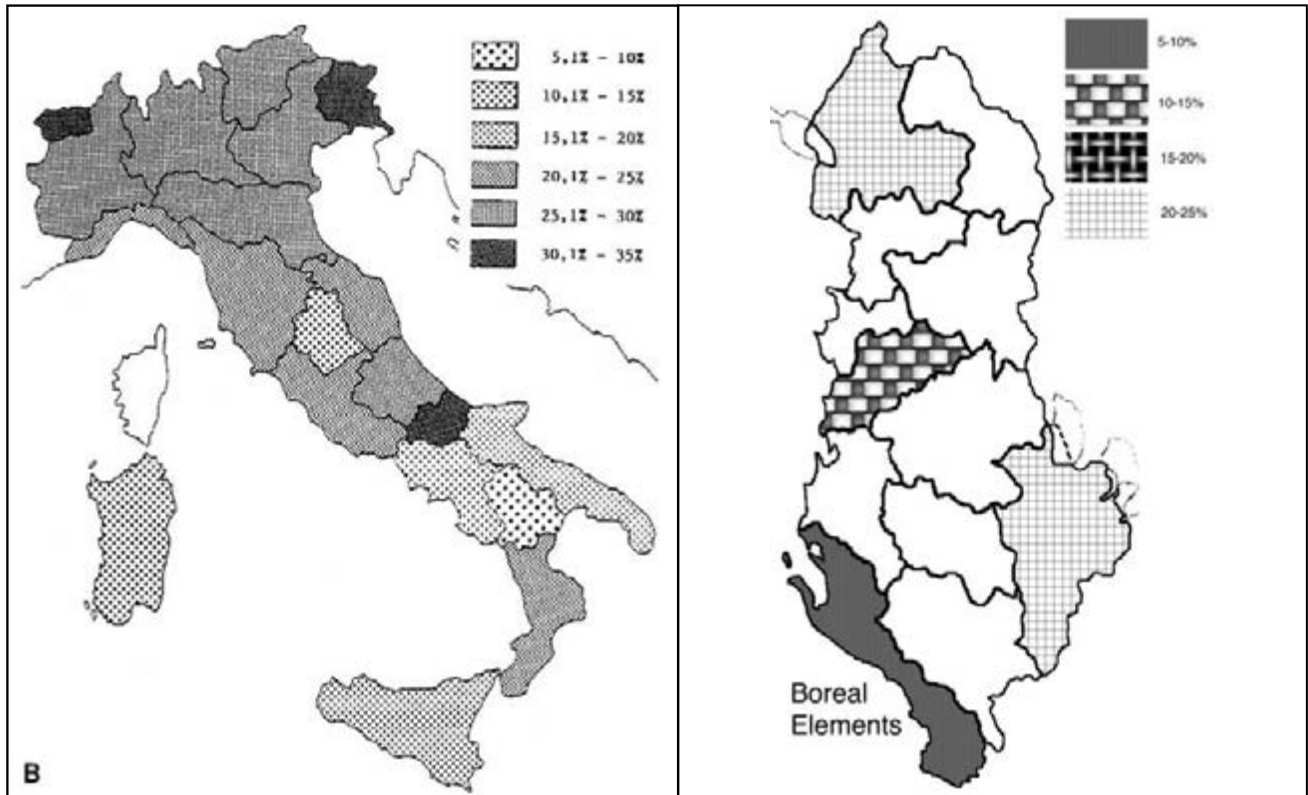 5,1% – 10%
10,1% – 15%
15,1% – 20%
20,1% – 25%
25,1% – 30%
30,1% – 35%
B
5-10%
10-15%
15-20%
20-25%
Boreal
Elements